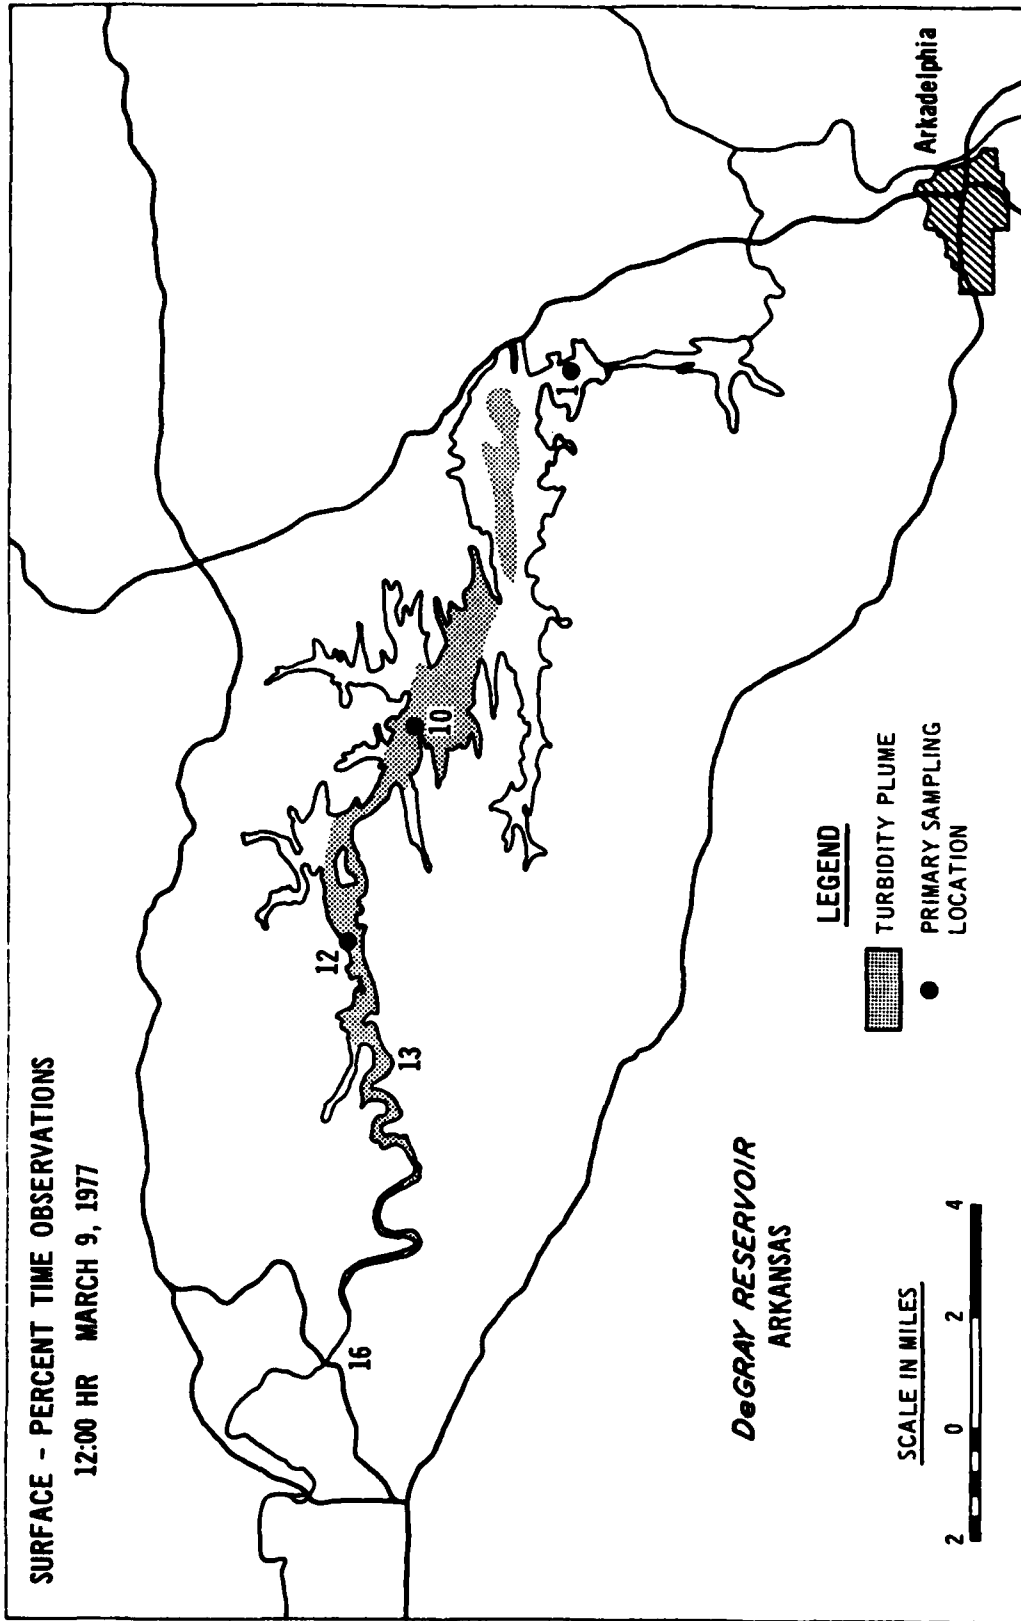 SURFACE - PERCENT TIME OBSERVATIONS
12:00 HR MARCH 9, 1977
16
13
12
10
1
Arkadelphia
DeGRAY RESERVOIR
ARKANSAS
LEGEND
TURBIDITY PLUME
PRIMARY SAMPLING
LOCATION
SCALE IN MILES
2 0 2 4